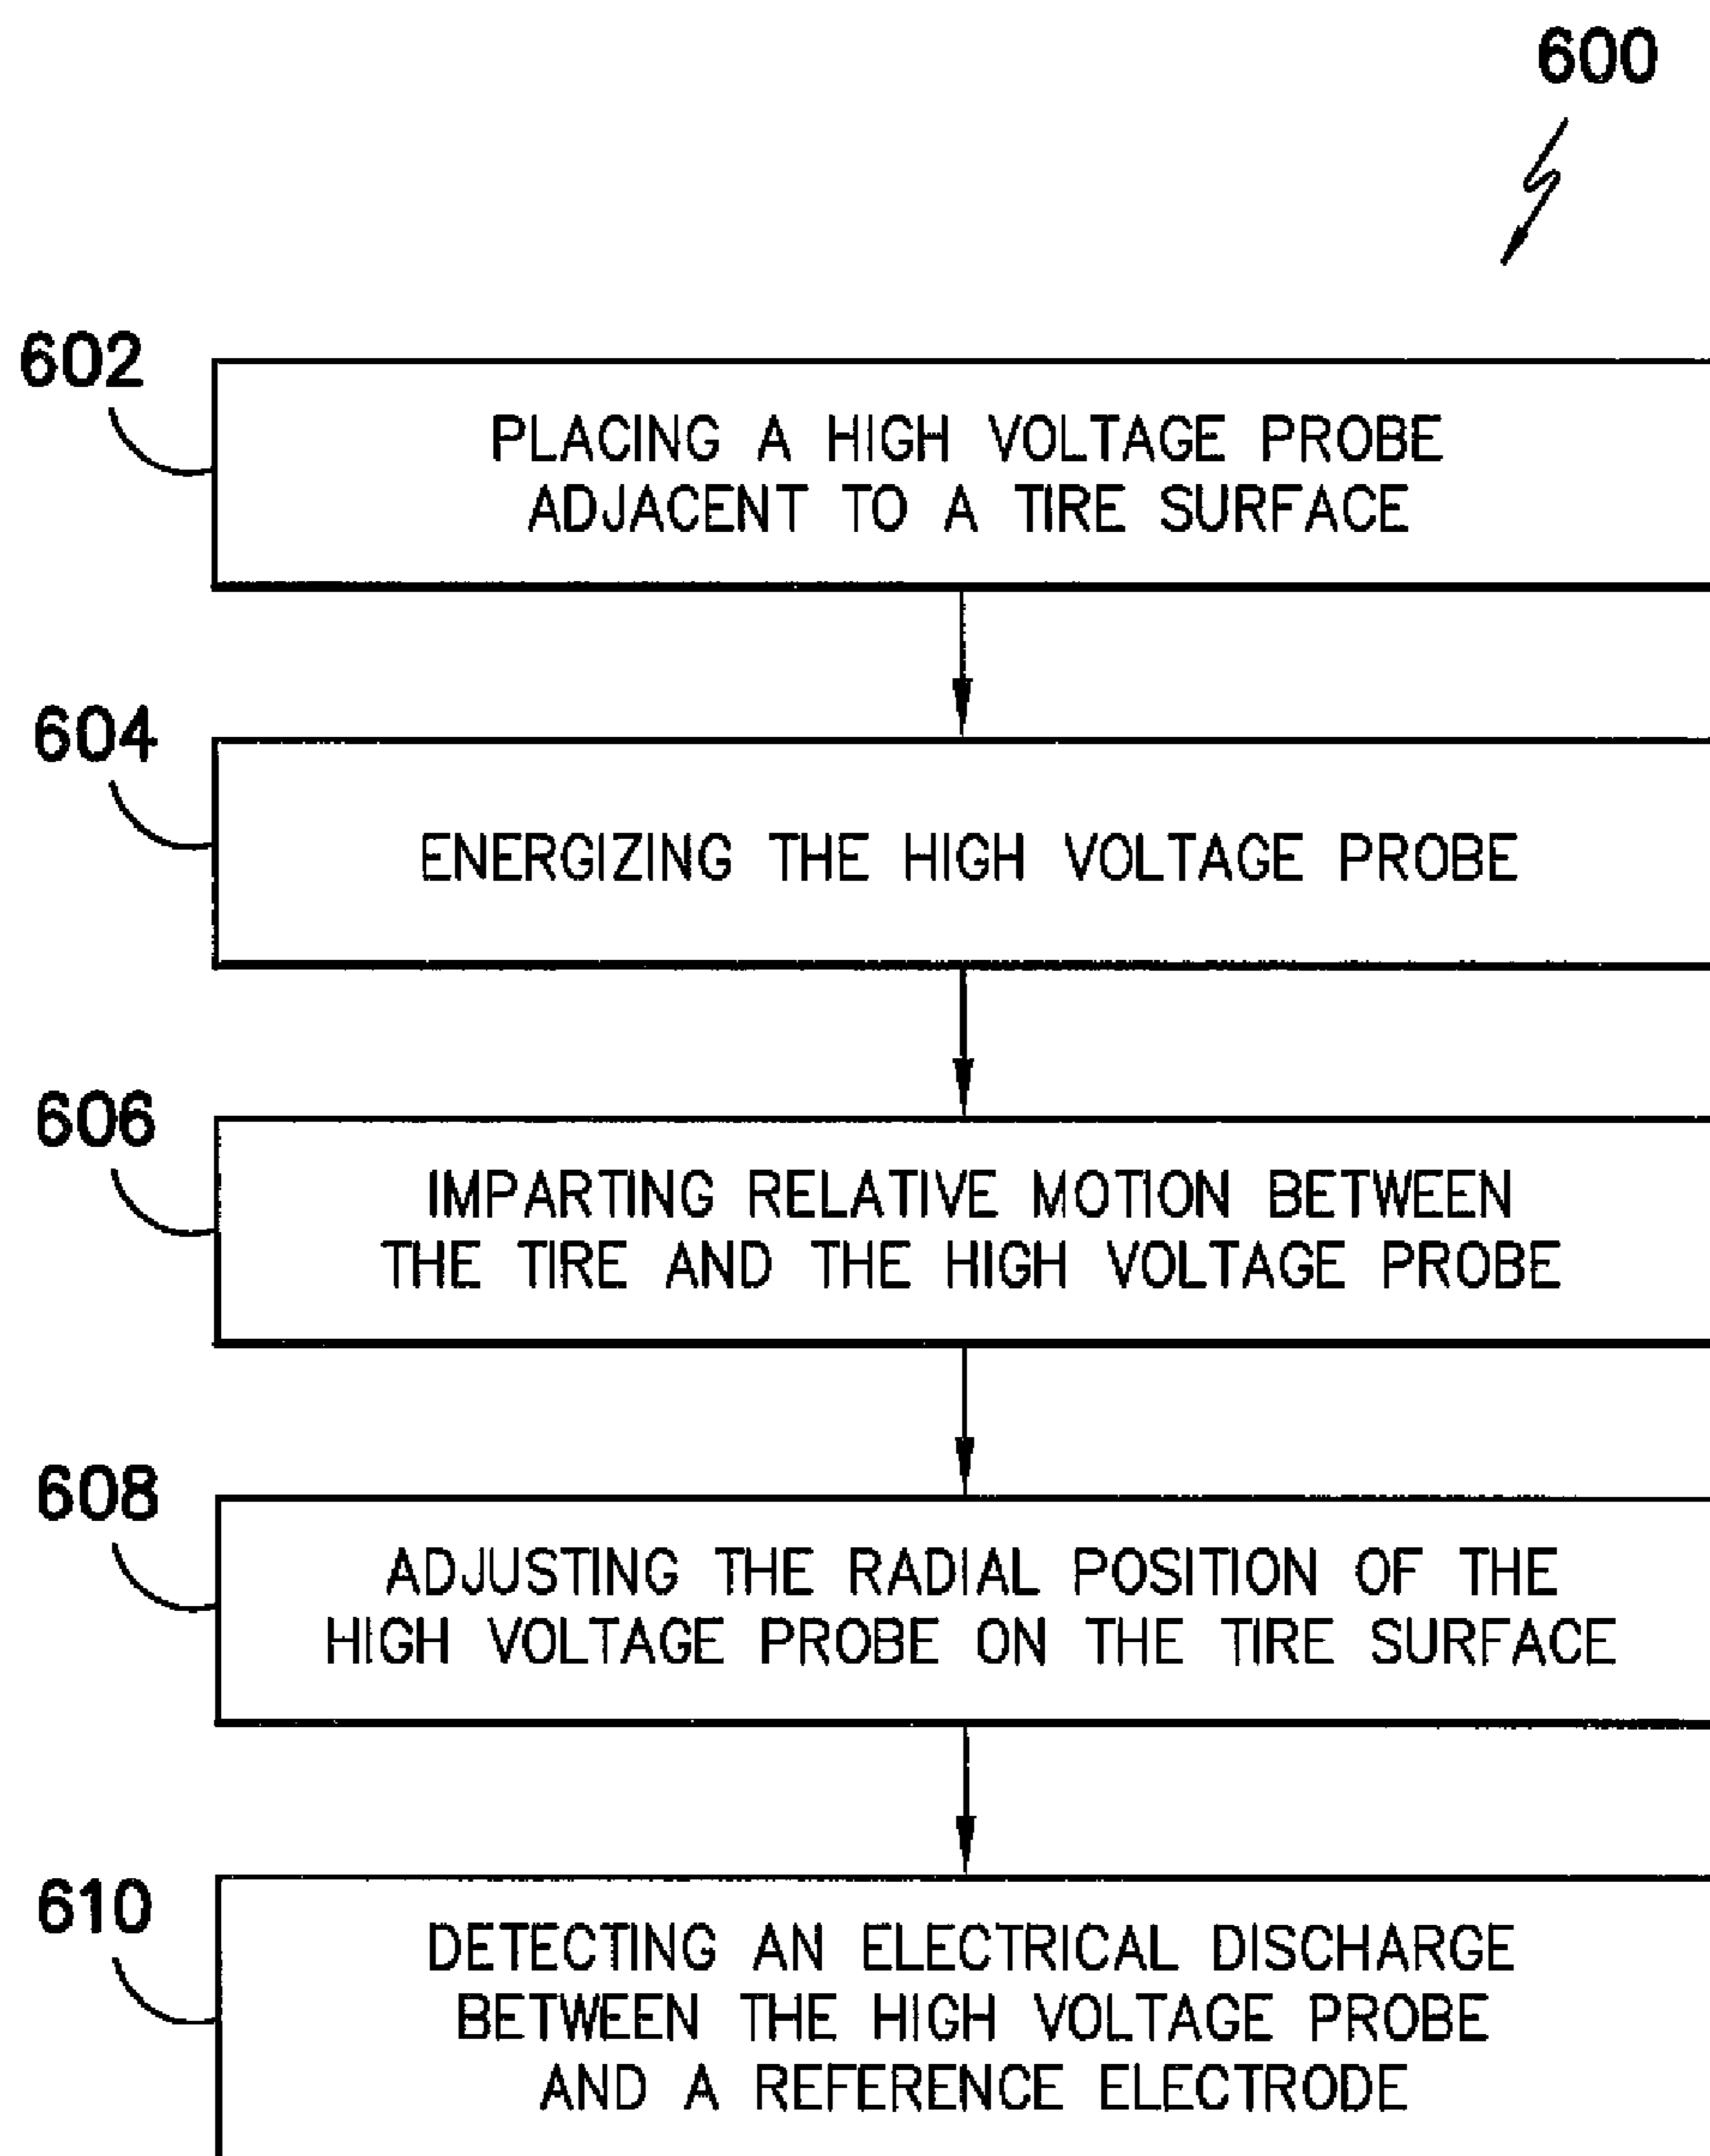 600
602
PLACING A HIGH VOLTAGE PROBE
ADJACENT TO A TIRE SURFACE
604
ENERGIZING THE HIGH VOLTAGE PROBE
606
IMPARTING RELATIVE MOTION BETWEEN
THE TIRE AND THE HIGH VOLTAGE PROBE
608
ADJUSTING THE RADIAL POSITION OF THE
HIGH VOLTAGE PROBE ON THE TIRE SURFACE
610
DETECTING AN ELECTRICAL DISCHARGE
BETWEEN THE HIGH VOLTAGE PROBE
AND A REFERENCE ELECTRODE